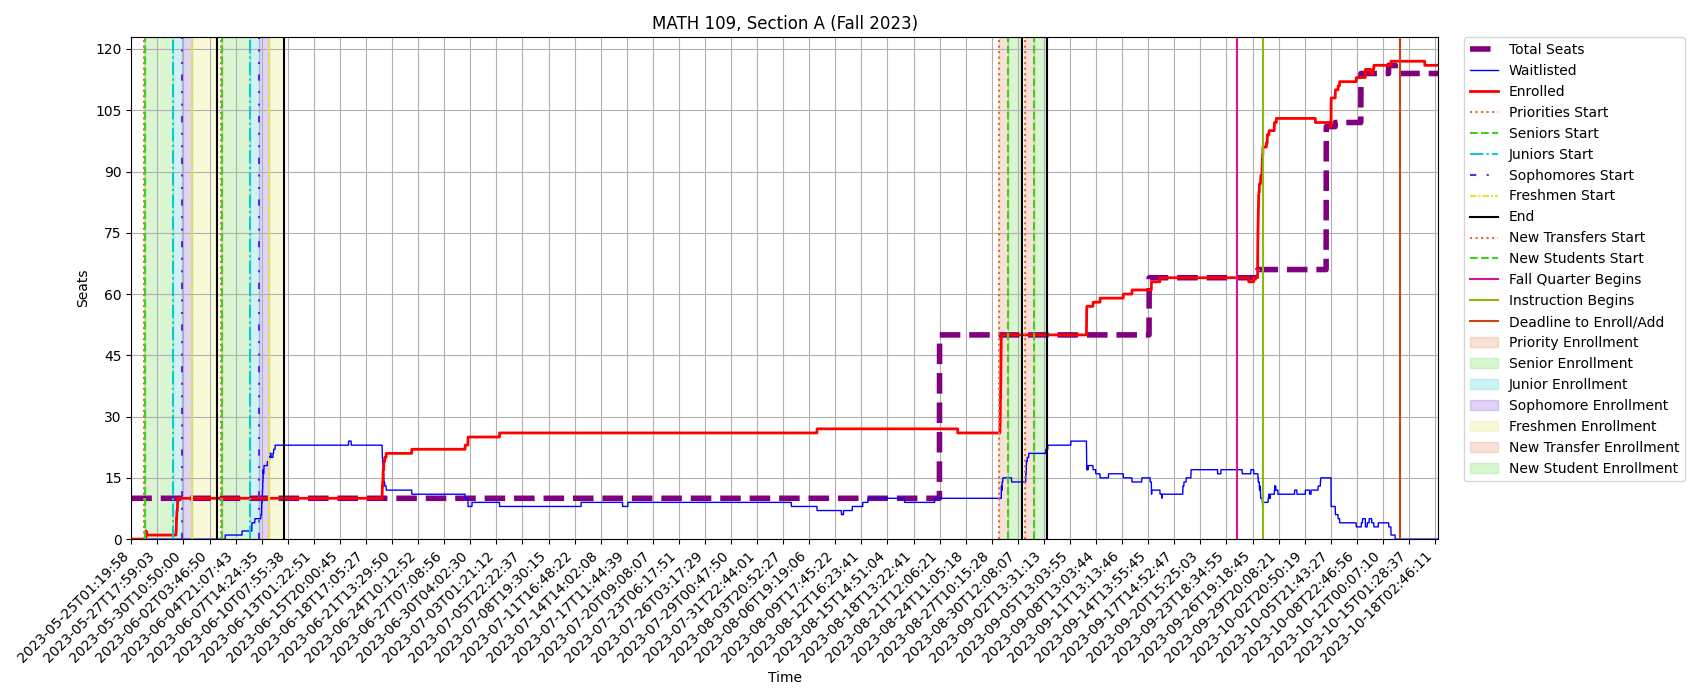 MATH 109, Section A (Fall 2023)
Seats
120
105
90
75
60
45
30
15
0
2023-05-25T01:19:58
2023-05-27T17:59:03
2023-05-30T10:50:00
2023-06-02T03:46:50
2023-06-04T21:07:43
2023-06-07T14:24:35
2023-06-10T07:55:38
2023-06-13T01:22:51
2023-06-15T20:00:45
2023-06-18T17:05:27
2023-06-21T13:29:50
2023-06-24T10:12:52
2023-06-27T07:08:56
2023-06-30T04:02:30
2023-07-03T01:21:12
2023-07-05T22:22:37
2023-07-08T19:30:15
2023-07-11T16:48:22
2023-07-14T14:02:08
2023-07-17T11:44:39
2023-07-20T09:08:07
2023-07-23T06:17:51
2023-07-26T03:17:29
2023-07-29T00:47:50
2023-07-31T22:44:01
2023-08-03T20:52:27
2023-08-06T19:19:06
2023-08-09T17:45:22
2023-08-12T16:23:41
2023-08-15T14:51:04
2023-08-18T13:22:41
2023-08-21T12:06:21
2023-08-24T11:05:18
2023-08-27T10:15:28
2023-08-30T12:08:07
2023-09-02T13:31:13
2023-09-05T13:03:55
2023-09-08T13:03:44
2023-09-11T13:13:46
2023-09-14T13:55:45
2023-09-17T14:52:47
2023-09-20T15:25:03
2023-09-23T18:34:55
2023-09-26T19:18:45
2023-09-29T20:08:21
2023-10-02T20:50:19
2023-10-05T21:43:27
2023-10-08T22:46:56
2023-10-12T00:07:10
2023-10-15T01:28:37
2023-10-18T02:46:11
Time
Total Seats
Waitlisted
Enrolled
Priorities Start
Seniors Start
Juniors Start
Sophomores Start
Freshmen Start
End
New Transfers Start
New Students Start
Fall Quarter Begins
Instruction Begins
Deadline to Enroll/Add
Priority Enrollment
Senior Enrollment
Junior Enrollment
Sophomore Enrollment
Freshmen Enrollment
New Transfer Enrollment
New Student Enrollment